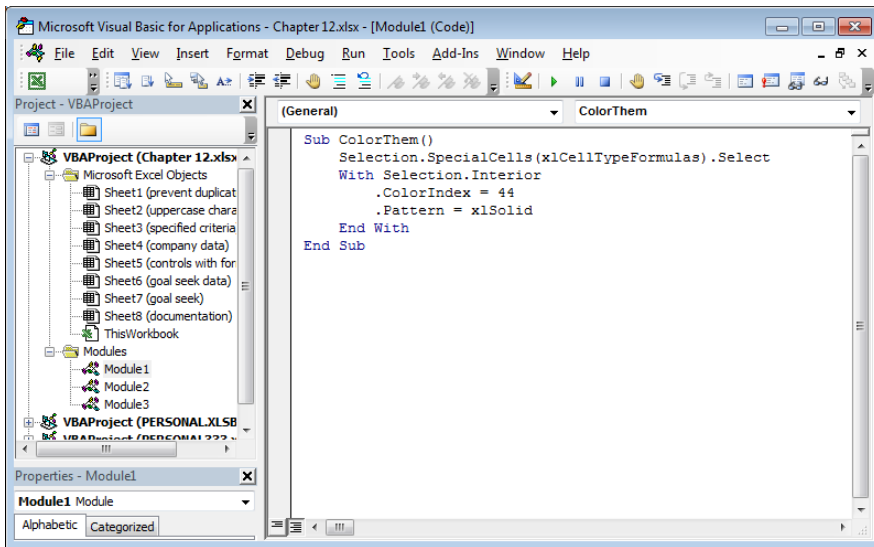 Microsoft Visual Basic for Applications - Chapter 12.xlsx - [Module1 (Code)]
File Edit View Insert Format Debug Run Tools Add-Ins Window Help
Project - VBAProject
(General) ColorThem
VBAProject (Chapter 12.xlsx
Microsoft Excel Objects
Sheet1 (prevent duplicat
Sheet2 (uppercase chara
Sheet3 (specified criteria
Sheet4 (company data)
Sheet5 (controls with for
Sheet6 (goal seek data)
Sheet7 (goal seek)
Sheet8 (documentation)
ThisWorkbook
Modules
Module1
Module2
Module3
VBAProject (PERSONAL.XLSB
VBAProject (PERSONAL???.
Properties - Module1
Module1 Module
Alphabetic Categorized
Sub ColorThem()
Selection.SpecialCells(xlCellTypeFormulas).Select
With Selection.Interior
.ColorIndex = 44
.Pattern = xlSolid
End With
End Sub